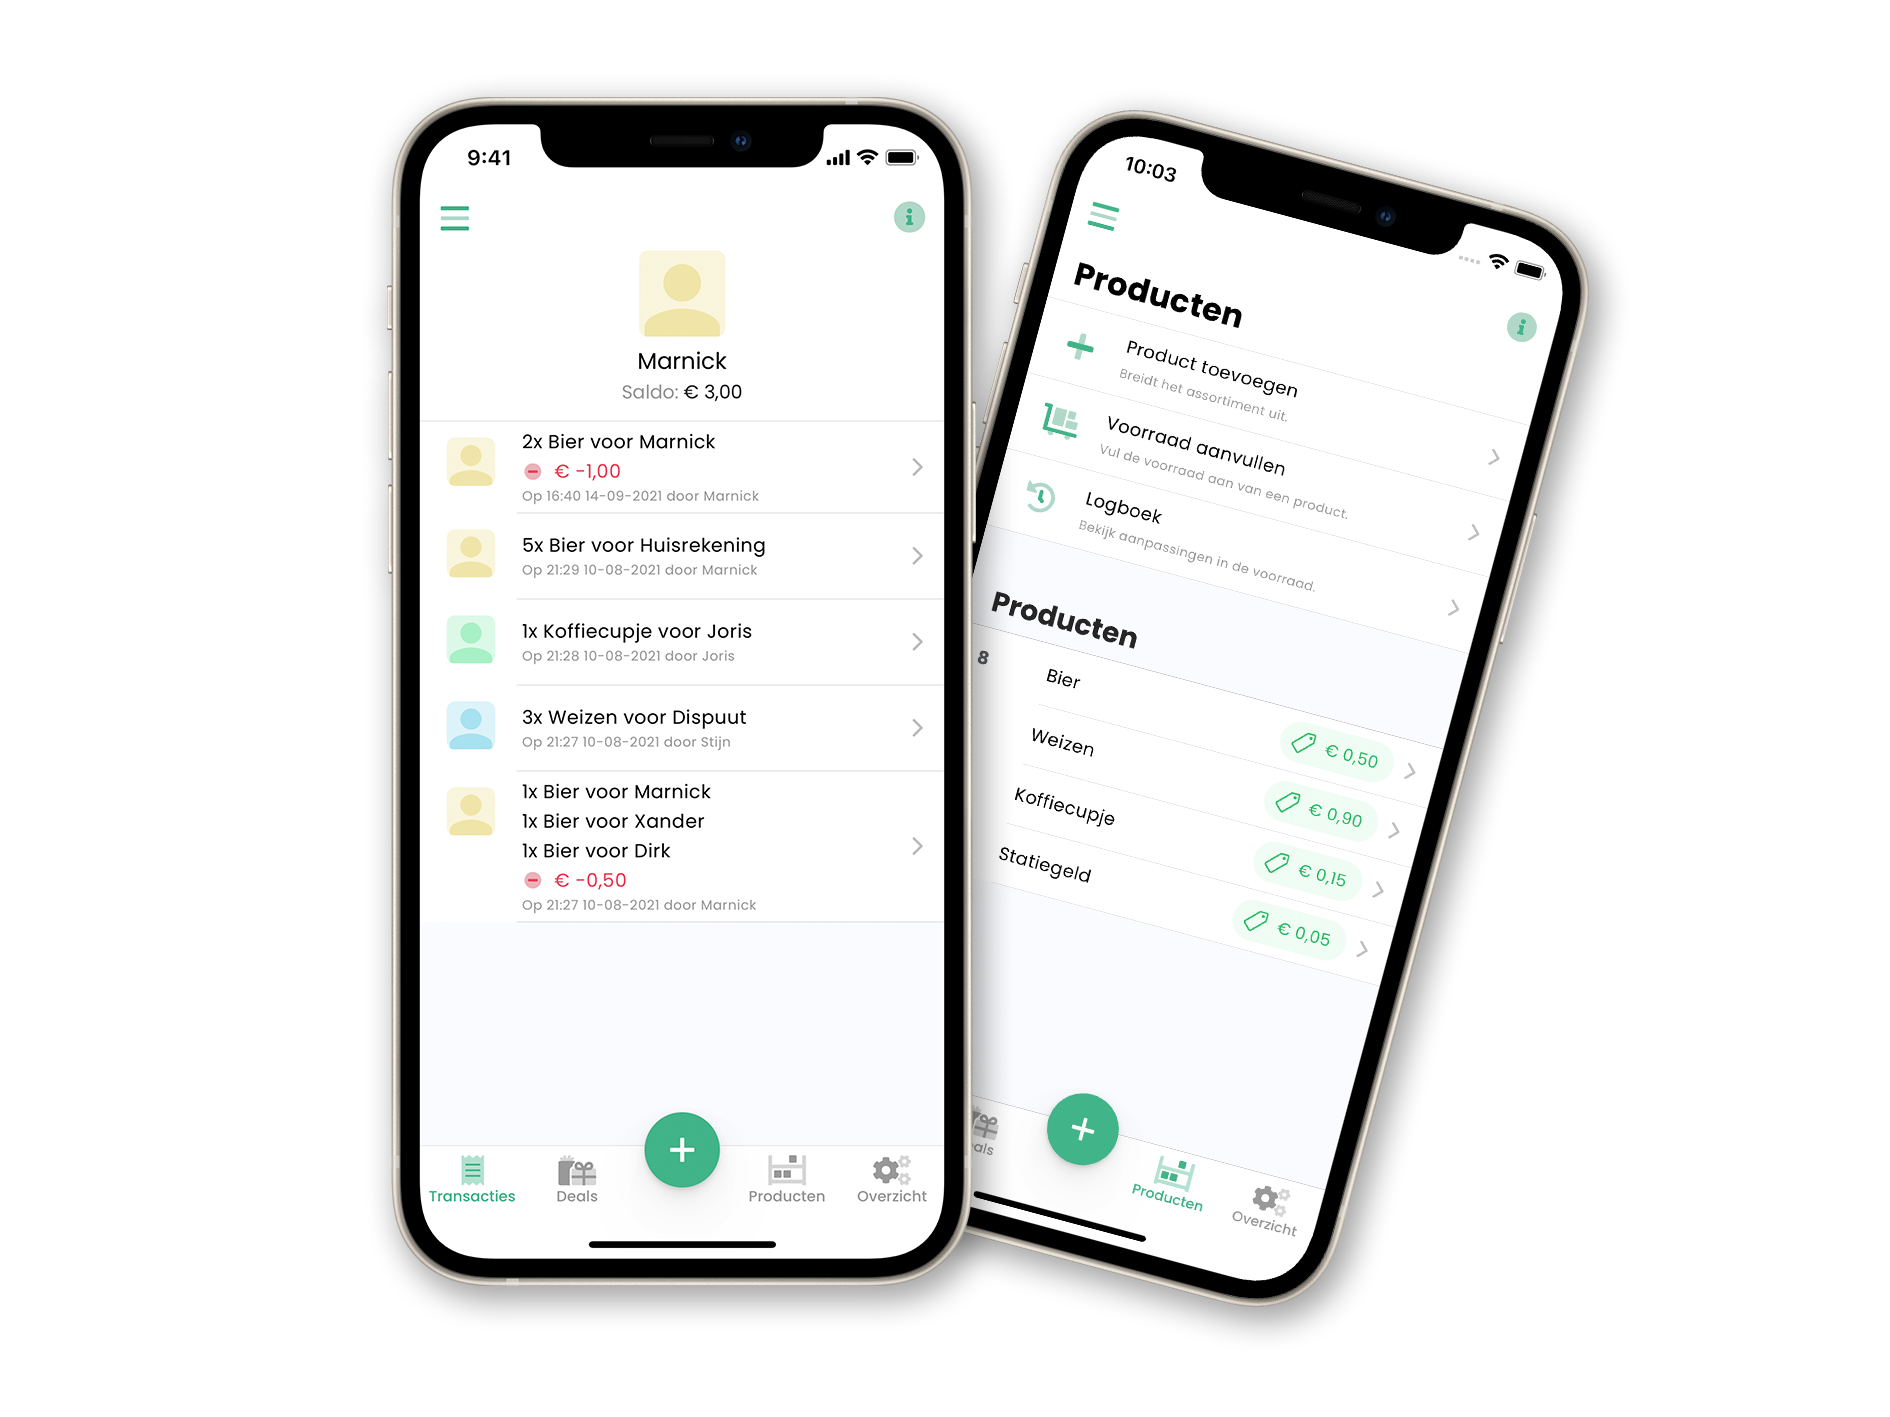 9:41
Marnick
Saldo: € 3,00
2x Bier voor Marnick
€ -1,00
Op 16:40 14-09-2021 door Marnick
5x Bier voor Huisrekening
Op 21:29 10-08-2021 door Marnick
1x Koffiecupje voor Joris
Op 21:28 10-08-2021 door Joris
3x Weizen voor Dispuut
Op 21:27 10-08-2021 door Stijn
1x Bier voor Marnick
1x Bier voor Xander
1x Bier voor Dirk
€ -0,50
Op 21:27 10-08-2021 door Marnick
Transacties
Deals
Producten
Overzicht
10:03
Producten
Product toevoegen
Breidt het assortiment uit.
Voorraad aanvullen
Vul de voorraad aan van een product.
Logboek
Bekijk aanpassingen in de voorraad.
Producten
8 Bier € 0,50
Weizen € 0,90
Koffiecupje € 0,15
Statiegeld € 0,05
als
Producten
Overzicht